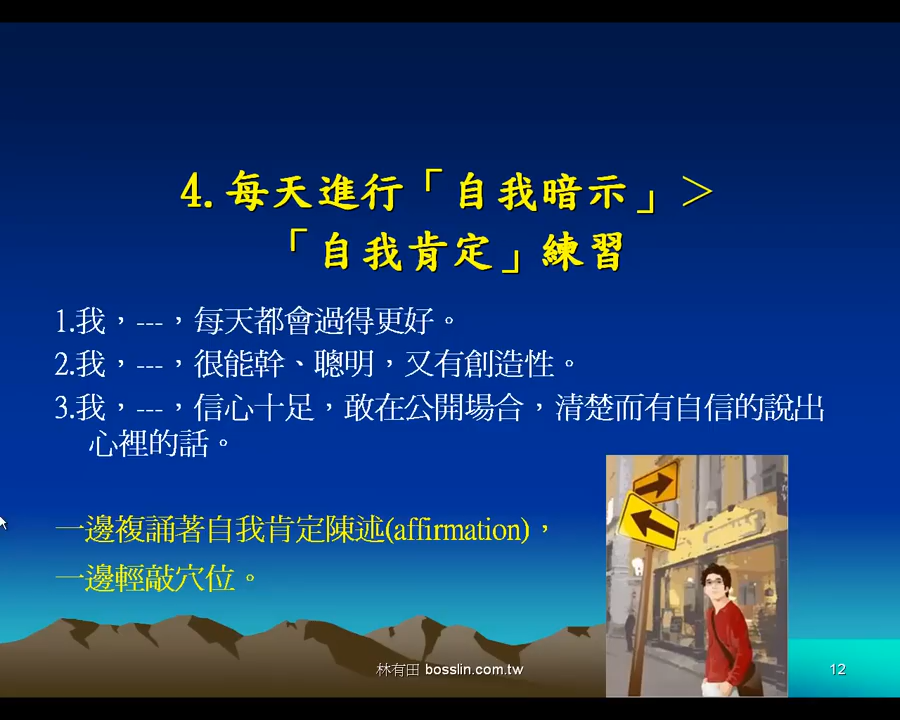 4.每天進行「自我暗示」>
「自我肯定」練習
1.我，---，每天都會過得更好。
2.我，---，很能幹、聰明，又有創造性。
3.我，---，信心十足，敢在公開場合，清楚而有自信的說出
心裡的話。
一邊複誦著自我肯定陳述(affirmation)，
一邊輕敲穴位。
林有田 bosslin.com.tw
12